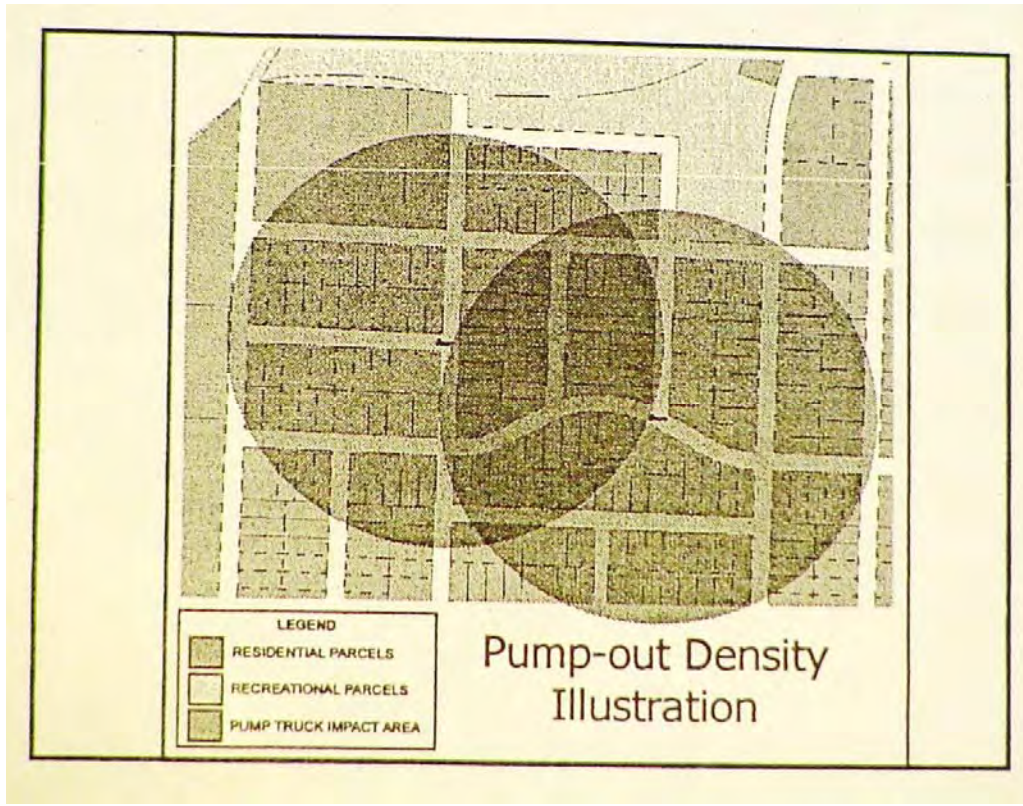 LEGEND
RESIDENTIAL PARCELS
RECREATIONAL PARCELS
PUMP TRUCK IMPACT AREA
Pump-out Density
Illustration